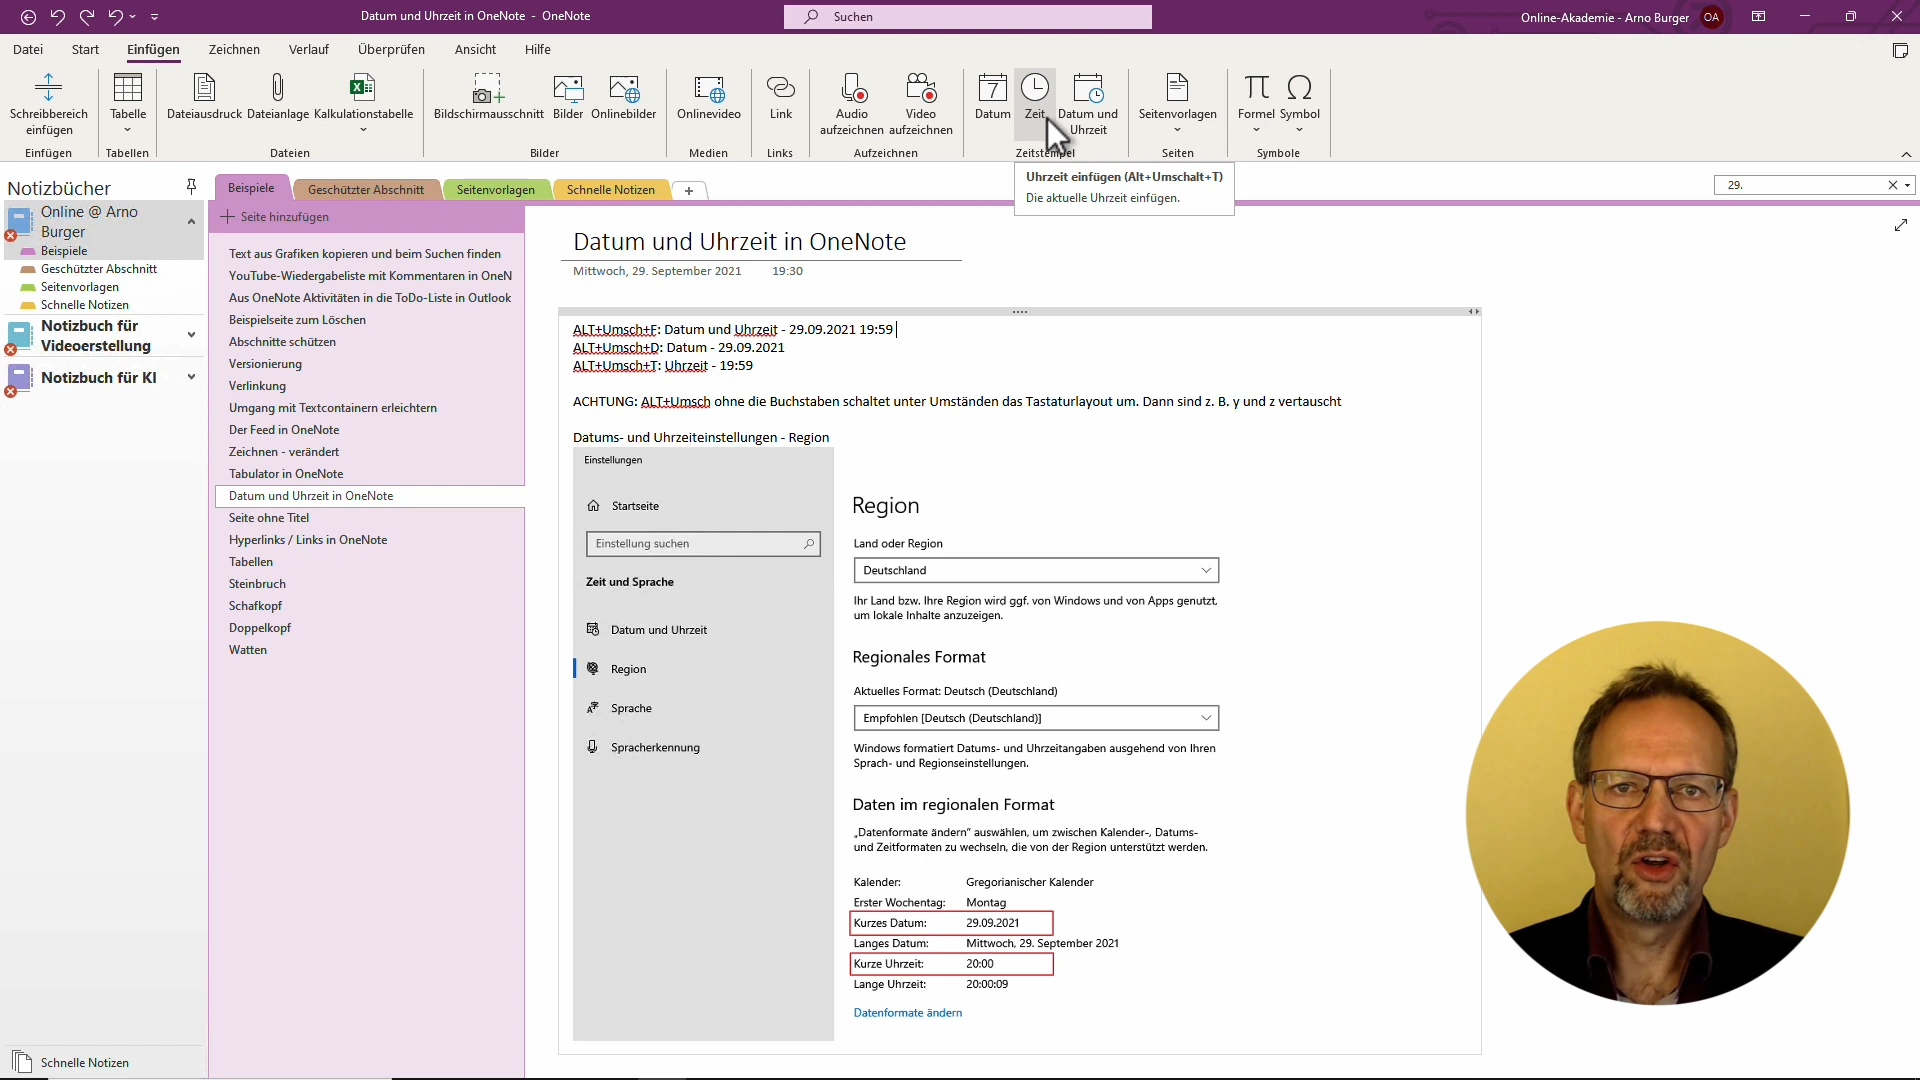 Datum und Uhrzeit in OneNote - OneNote
Suchen
Online-Akademie - Arno Burger
OA
Datei
Start
Einfügen
Zeichnen
Verlauf
Überprüfen
Ansicht
Hilfe
Schreibbereich einfügen
Tabelle
Dateiausdruck
Dateianlage
Kalkulationstabelle
Bildschirmausschnitt
Bilder
Onlinebilder
Onlinevideo
Link
Audio aufzeichnen
Video aufzeichnen
7
Datum
Zeit
Datum und Uhrzeit
Seitenvorlagen
Formel
Symbol
Einfügen
Tabellen
Dateien
Bilder
Medien
Links
Aufzeichnen
Zeitstempel
Seiten
Symbole
Uhrzeit einfügen (Alt+Umschalt+T)
Die aktuelle Uhrzeit einfügen.
Notizbücher
Online @ Arno
Burger
Beispiele
Geschützter Abschnitt
Seitenvorlagen
Schnelle Notizen
Notizbuch für
Videoerstellung
Notizbuch für KI
Schnelle Notizen
Beispiele
Geschützter Abschnitt
Seitenvorlagen
Schnelle Notizen
29.
Seite hinzufügen
Text aus Grafiken kopieren und beim Suchen finden
YouTube-Wiedergabeliste mit Kommentaren in OneN
Aus OneNote Aktivitäten in die ToDo-Liste in Outlook
Beispielseite zum Löschen
Abschnitte schützen
Versionierung
Verlinkung
Umgang mit Textcontainern erleichtern
Der Feed in OneNote
Zeichnen - verändert
Tabulator in OneNote
Datum und Uhrzeit in OneNote
Seite ohne Titel
Hyperlinks / Links in OneNote
Tabellen
Steinbruch
Schafkopf
Doppelkopf
Watten
Datum und Uhrzeit in OneNote
Mittwoch, 29. September 2021 19:30
ALT+Umsch+F: Datum und Uhrzeit - 29.09.2021 19:59
ALT+Umsch+D: Datum - 29.09.2021
ALT+Umsch+T: Uhrzeit - 19:59
ACHTUNG: ALT+Umsch ohne die Buchstaben schaltet unter Umständen das Tastaturlayout um. Dann sind z. B. y und z vertauscht
Datums- und Uhrzeiteinstellungen - Region
Einstellungen
Startseite
Einstellung suchen
Zeit und Sprache
Datum und Uhrzeit
Region
Sprache
Spracherkennung
Region
Land oder Region
Deutschland
Ihr Land bzw. Ihre Region wird ggf. von Windows und von Apps genutzt,
um lokale Inhalte anzuzeigen.
Regionales Format
Aktuelles Format: Deutsch (Deutschland)
Empfohlen [Deutsch (Deutschland)]
Windows formatiert Datums- und Uhrzeitangaben ausgehend von Ihren
Sprach- und Regionseinstellungen.
Daten im regionalen Format
„Datenformate ändern" auswählen, um zwischen Kalender-, Datums-
und Zeitformaten zu wechseln, die von der Region unterstützt werden.
Kalender: Gregorianischer Kalender
Erster Wochentag: Montag
Kurzes Datum: 29.09.2021
Langes Datum: Mittwoch, 29. September 2021
Kurze Uhrzeit: 20:00
Lange Uhrzeit: 20:00:09
Datenformate ändern